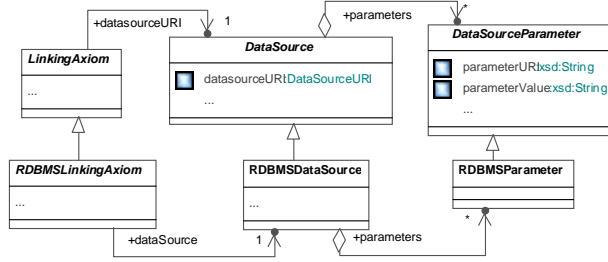 +datasourceURI
1
+parameters
*
LinkingAxiom
...
DataSource
datasourceURI:DataSourceURI
...
DataSourceParameter
parameterURI:xsd:String
parameterValue:xsd:String
...
RDBMSLinkingAxiom
...
RDBMSDataSource
...
RDBMSParameter
+dataSource
1
+parameters
*